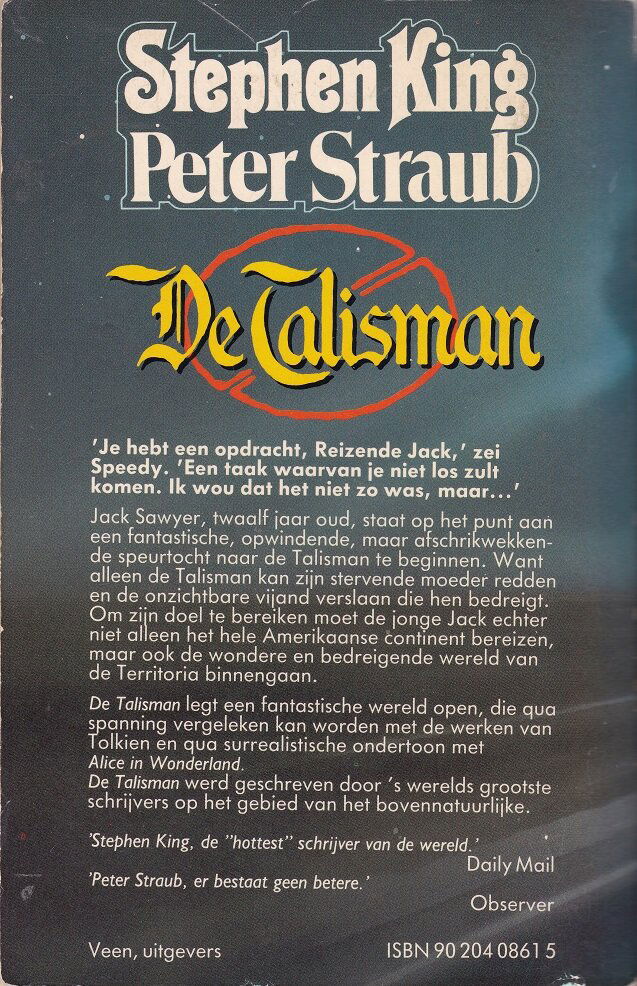 Stephen King
Peter Straub
De Talisman
'Je hebt een opdracht, Reizende Jack,' zei
Speedy. 'Een taak waarvan je niet los zult
komen. Ik wou dat het niet zo was, maar...'
Jack Sawyer, twaalf jaar oud, staat op het punt aan
een fantastische, opwindende, maar afschrikwekken-
de speurtocht naar de Talisman te beginnen. Want
alleen de Talisman kan zijn stervende moeder redden
en de onzichtbare vijand verslaan die hen bedreigt.
Om zijn doel te bereiken moet de jonge Jack echter
niet alleen het hele Amerikaanse continent bereizen,
maar ook de wondere en bedreigende wereld van
de Territoria binnengaan.
De Talisman legt een fantastische wereld open, die qua
spanning vergeleken kan worden met de werken van
Tolkien en qua surrealistische ondertoon met
Alice in Wonderland.
De Talisman werd geschreven door 's werelds grootste
schrijvers op het gebied van het bovennatuurlijke.
'Stephen King, de "hottest" schrijver van de wereld.'
Daily Mail
'Peter Straub, er bestaat geen betere.'
Observer
Veen, uitgevers
ISBN 90 204 0861 5